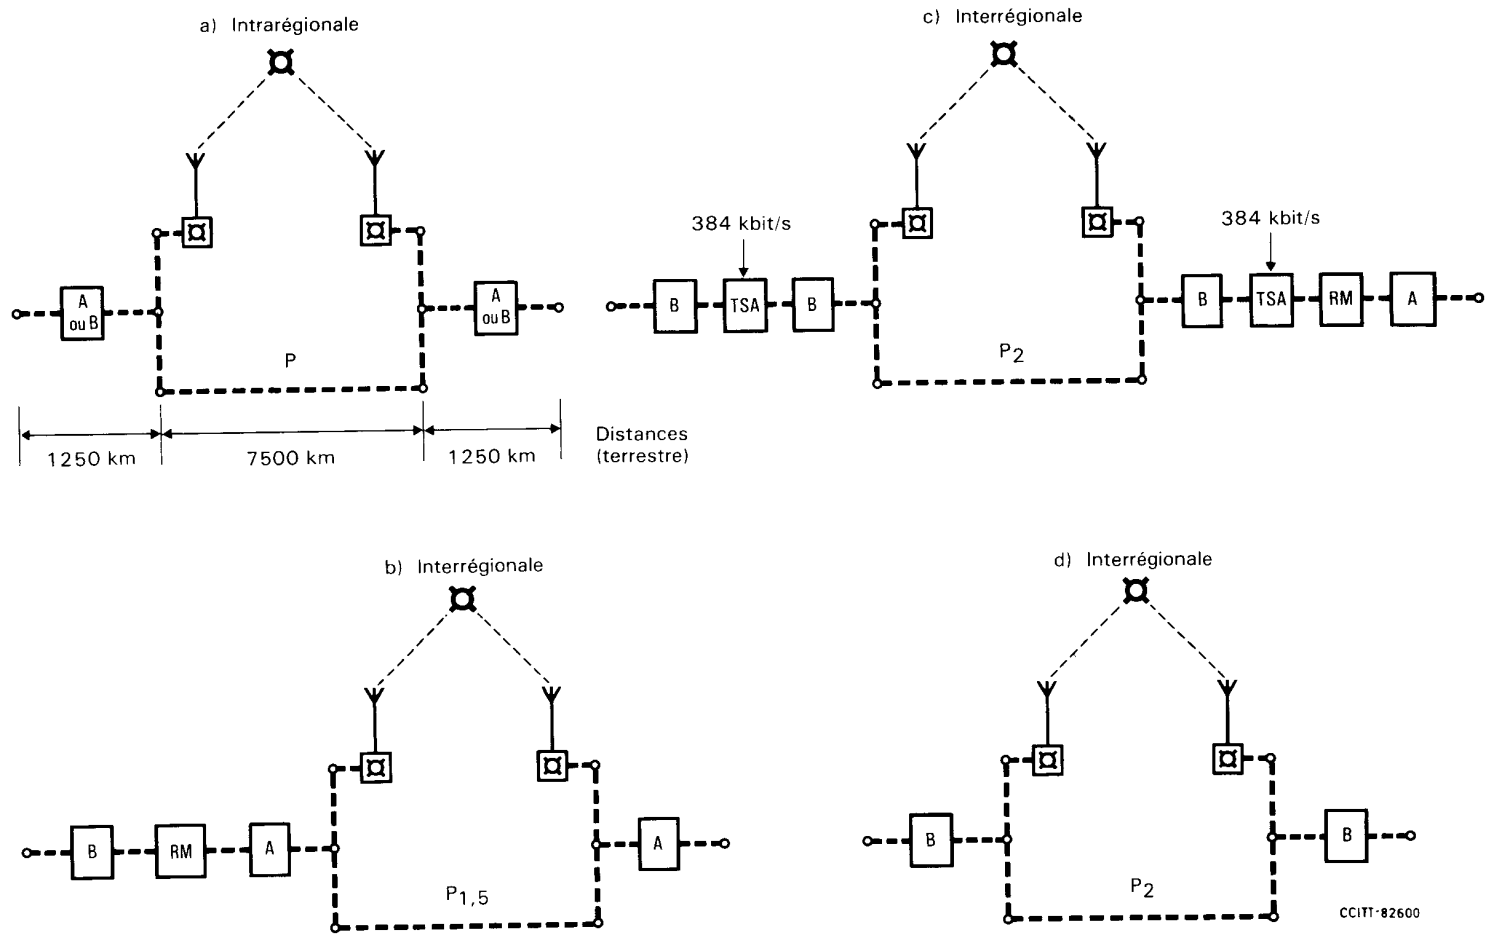 a) Intrarégionale
A
ou B
A
ou B
P
1250 km
7500 km
1250 km
Distances
(terrestre)
c) Interrégionale
384 kbit/s
384 kbit/s
B
TSA
B
B
TSA
RM
A
P2
b) Interrégionale
B
RM
A
A
P1,5
d) Interrégionale
B
B
P2
CCITT-82600